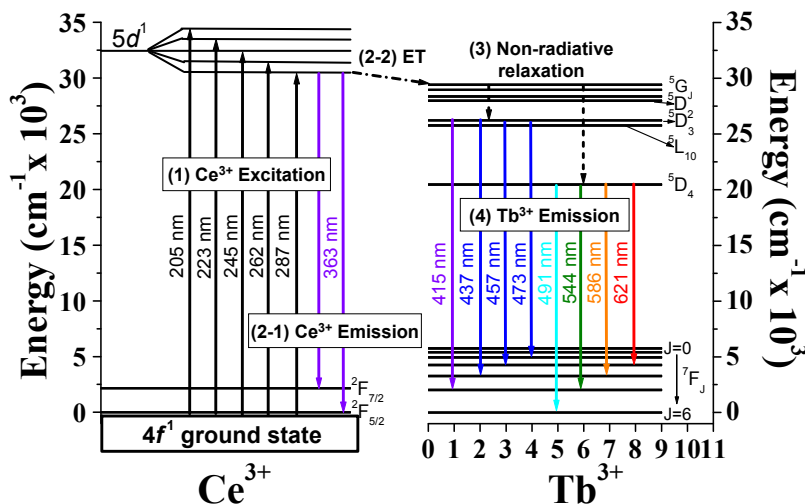 5d¹
(2-2) ET
(3) Non-radiative
relaxation
(1) Ce³⁺ Excitation
205 nm
223 nm
245 nm
262 nm
287 nm
363 nm
(2-1) Ce³⁺ Emission
²F₇/₂
²F₅/₂
4f¹ ground state
Ce³⁺
Energy (cm⁻¹ x 10³)
35
30
25
20
15
10
5
0
⁵G_J
⁵D₂
⁵D₃
⁵L₁₀
⁵D₄
(4) Tb³⁺ Emission
415 nm
437 nm
457 nm
473 nm
491 nm
544 nm
586 nm
621 nm
J=0
⁷F_J
J=6
0 1 2 3 4 5 6 7 8 9 10 11
Tb³⁺
35
30
25
20
15
10
5
0
Energy (cm⁻¹ x 10³)